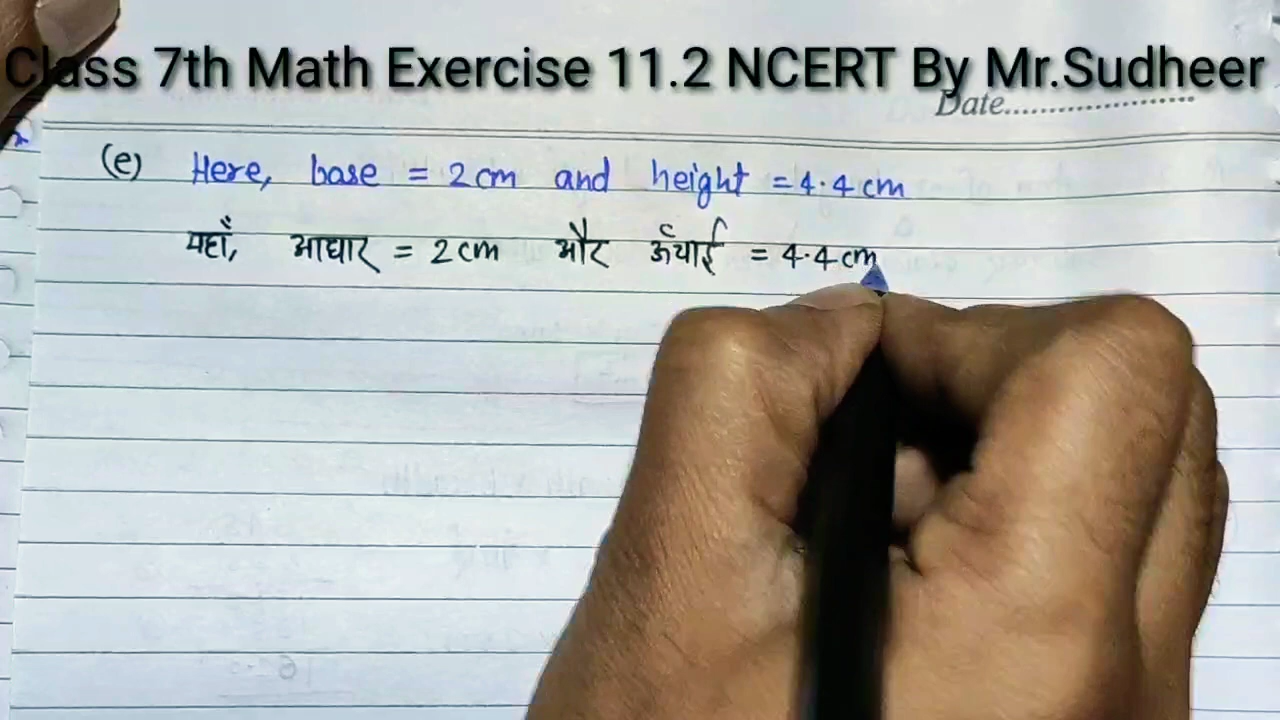 Class 7th Math Exercise 11.2 NCERT By Mr.Sudheer
Date........................
(e) Here, base = 2 cm and height = 4.4 cm
यहाँ, आधार = 2 cm और ऊँचाई = 4.4 cm